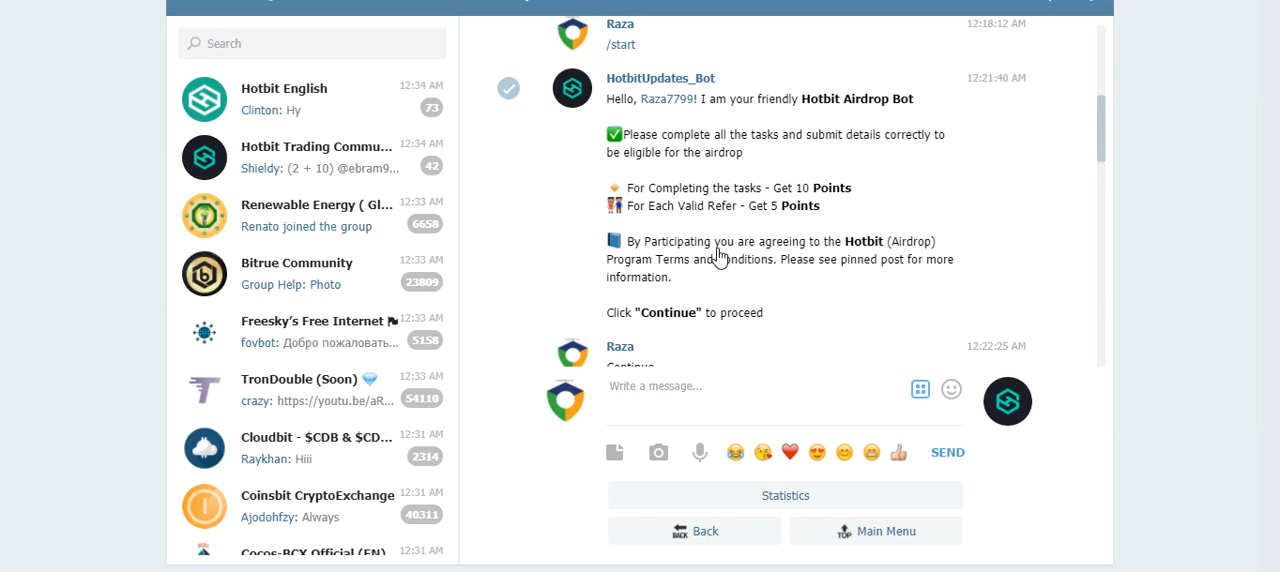 Search
Hotbit English
12:34 AM
Clinton: Hy
73
Hotbit Trading Commu...
12:34 AM
Shieldy: (2 + 10) @ebram9...
42
Renewable Energy ( Gl...
12:33 AM
Renato joined the group
6658
Bitrue Community
12:33 AM
Group Help: Photo
23809
Freesky's Free Internet
12:33 AM
fovbot: Добро пожаловать...
5158
TronDouble (Soon) 💎
12:33 AM
crazy: https://youtu.be/aR...
54110
Cloudbit - $CDB & $CD...
12:31 AM
Raykhan: Hiii
2314
Coinsbit CryptoExchange
12:31 AM
Ajodohfzy: Always
40311
Cocos-BCX Official (EN)
12:31 AM
Raza
12:18:12 AM
/start
HotbitUpdates_Bot
12:21:40 AM
Hello, Raza7799! I am your friendly Hotbit Airdrop Bot
✅Please complete all the tasks and submit details correctly to
be eligible for the airdrop
🔸 For Completing the tasks - Get 10 Points
👫 For Each Valid Refer - Get 5 Points
📘 By Participating you are agreeing to the Hotbit (Airdrop)
Program Terms and Conditions. Please see pinned post for more
information.
Click "Continue" to proceed
Raza
12:22:25 AM
Continue
Write a message...
SEND
Statistics
🔙 Back
🔝 Main Menu